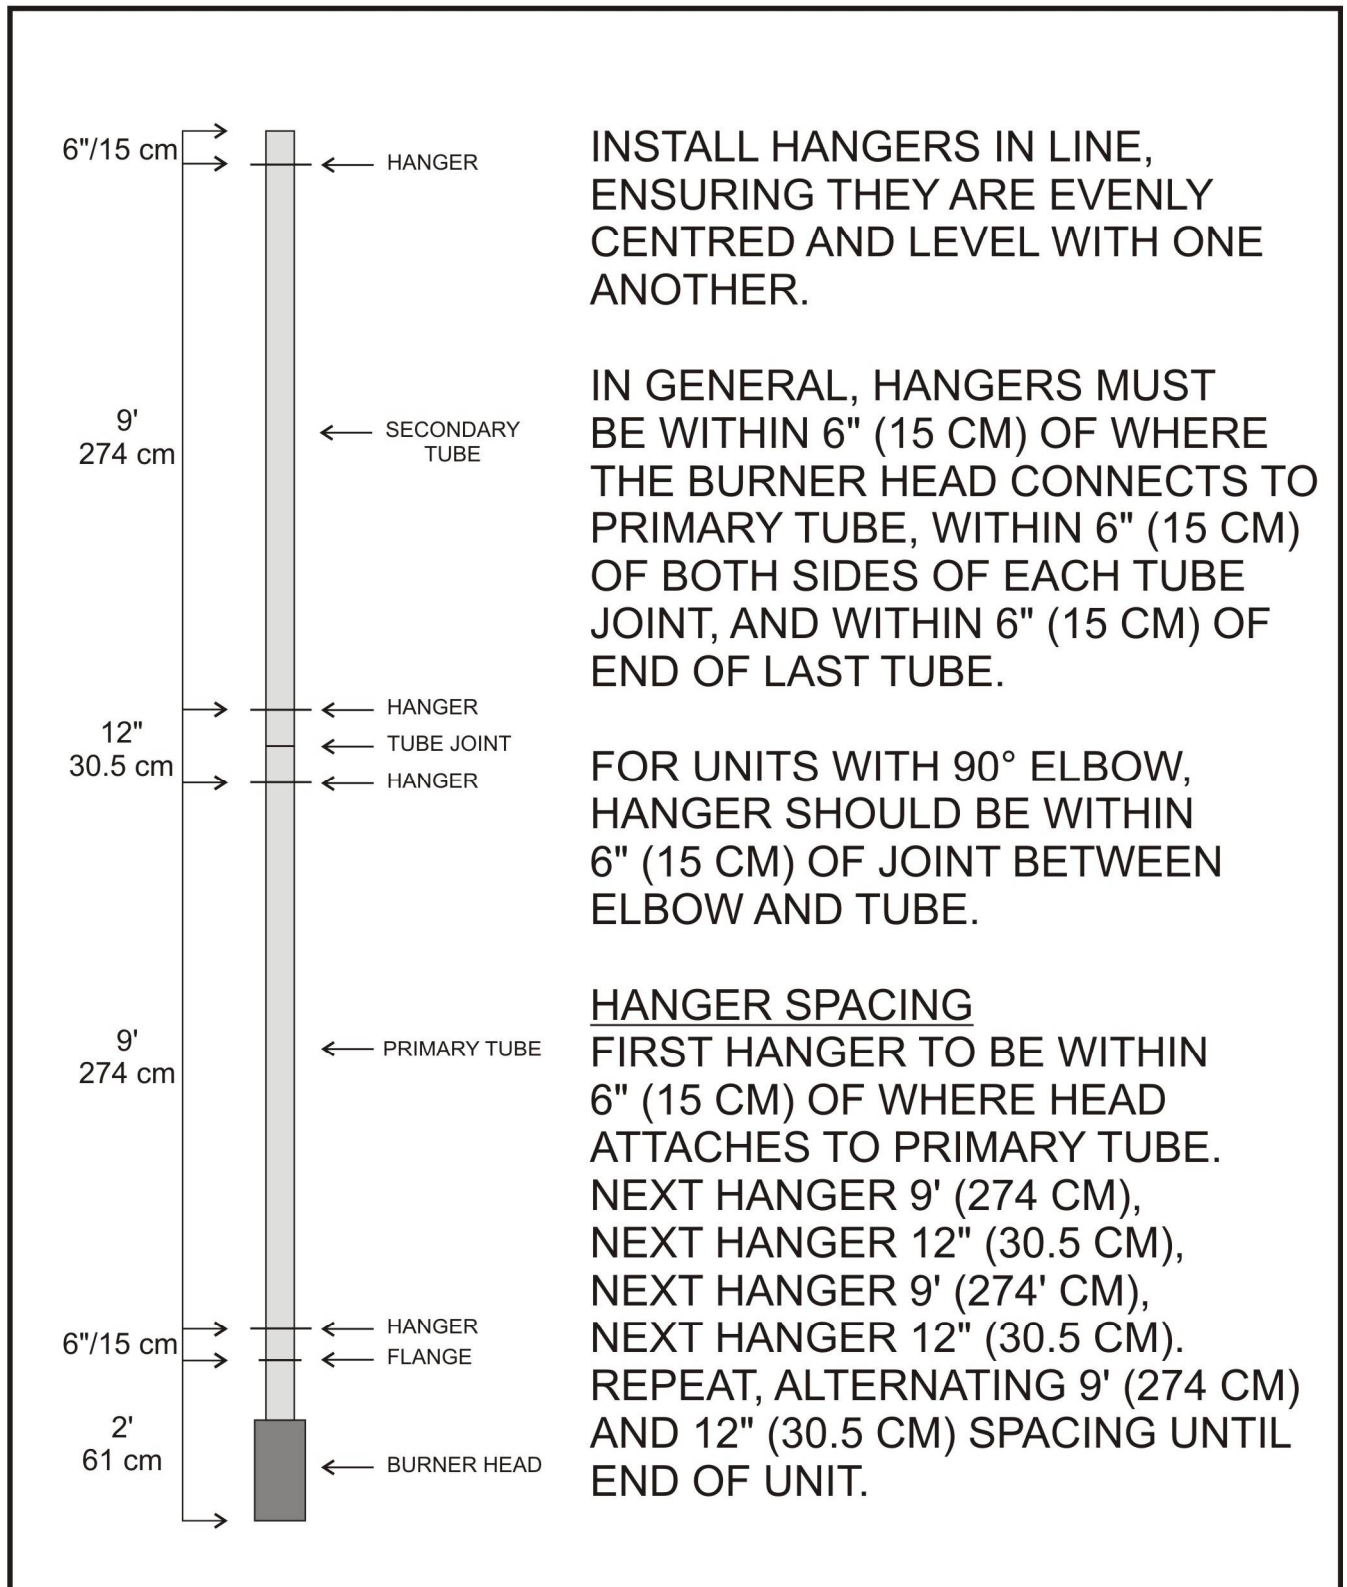 6"/15 cm
HANGER
9'
274 cm
SECONDARY
TUBE
HANGER
12"
30.5 cm
TUBE JOINT
HANGER
9'
274 cm
PRIMARY TUBE
HANGER
6"/15 cm
FLANGE
2'
61 cm
BURNER HEAD
INSTALL HANGERS IN LINE,
ENSURING THEY ARE EVENLY
CENTRED AND LEVEL WITH ONE
ANOTHER.
IN GENERAL, HANGERS MUST
BE WITHIN 6" (15 CM) OF WHERE
THE BURNER HEAD CONNECTS TO
PRIMARY TUBE, WITHIN 6" (15 CM)
OF BOTH SIDES OF EACH TUBE
JOINT, AND WITHIN 6" (15 CM) OF
END OF LAST TUBE.
FOR UNITS WITH 90° ELBOW,
HANGER SHOULD BE WITHIN
6" (15 CM) OF JOINT BETWEEN
ELBOW AND TUBE.
HANGER SPACING
FIRST HANGER TO BE WITHIN
6" (15 CM) OF WHERE HEAD
ATTACHES TO PRIMARY TUBE.
NEXT HANGER 9' (274 CM),
NEXT HANGER 12" (30.5 CM),
NEXT HANGER 9' (274' CM),
NEXT HANGER 12" (30.5 CM).
REPEAT, ALTERNATING 9' (274 CM)
AND 12" (30.5 CM) SPACING UNTIL
END OF UNIT.